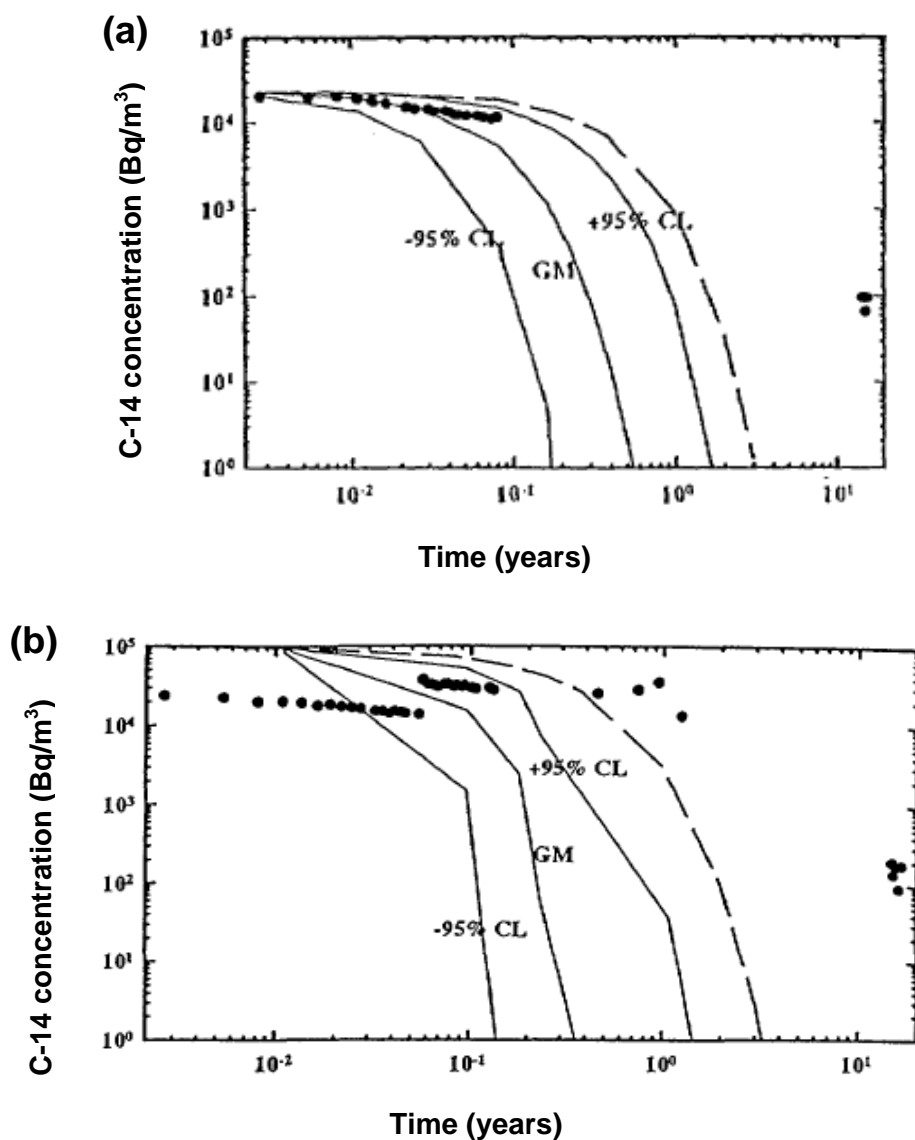 (a)
C-14 concentration (Bq/m³)
10⁵
10⁴
10³
10²
10¹
10⁰
-95% CL
GM
+95% CL
10⁻²
10⁻¹
10⁰
10¹
Time (years)
(b)
C-14 concentration (Bq/m³)
10⁵
10⁴
10³
10²
10¹
10⁰
+95% CL
GM
-95% CL
10⁻²
10⁻¹
10⁰
10¹
Time (years)